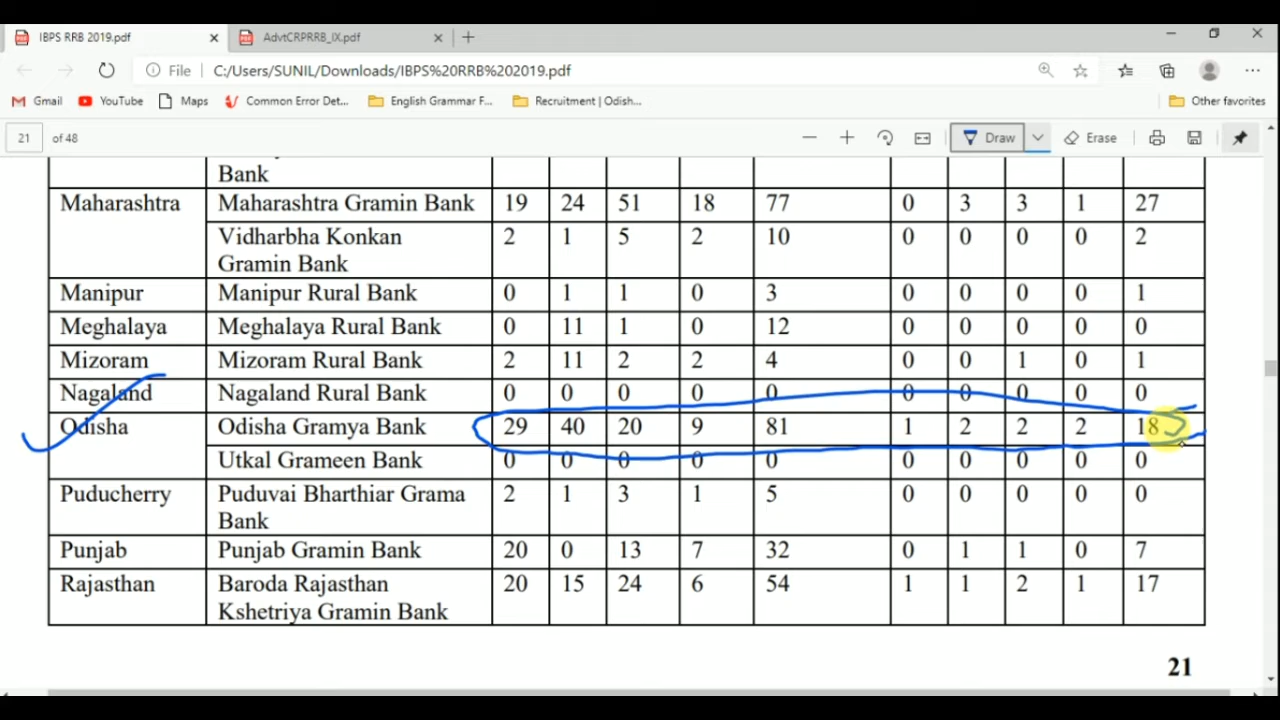 IBPS RRB 2019.pdf AdvtCRPRRB_IX.pdf
File C:/Users/SUNIL/Downloads/IBPS%20RRB%202019.pdf
Gmail YouTube Maps Common Error Det... English Grammar F... Recruitment | Odish... Other favorites
21 of 48 Draw Erase
Bank
Maharashtra Maharashtra Gramin Bank 19 24 51 18 77 0 3 3 1 27
Vidharbha Konkan 2 1 5 2 10 0 0 0 0 2
Gramin Bank
Manipur Manipur Rural Bank 0 1 1 0 3 0 0 0 0 1
Meghalaya Meghalaya Rural Bank 0 11 1 0 12 0 0 0 0 0
Mizoram Mizoram Rural Bank 2 11 2 2 4 0 0 1 0 1
Nagaland Nagaland Rural Bank 0 0 0 0 0 0 0 0 0 0
Odisha Odisha Gramya Bank 29 40 20 9 81 1 2 2 2 18
Utkal Grameen Bank 0 0 0 0 0 0 0 0 0 0
Puducherry Puduvai Bharthiar Grama 2 1 3 1 5 0 0 0 0 0
Bank
Punjab Punjab Gramin Bank 20 0 13 7 32 0 1 1 0 7
Rajasthan Baroda Rajasthan 20 15 24 6 54 1 1 2 1 17
Kshetriya Gramin Bank
21